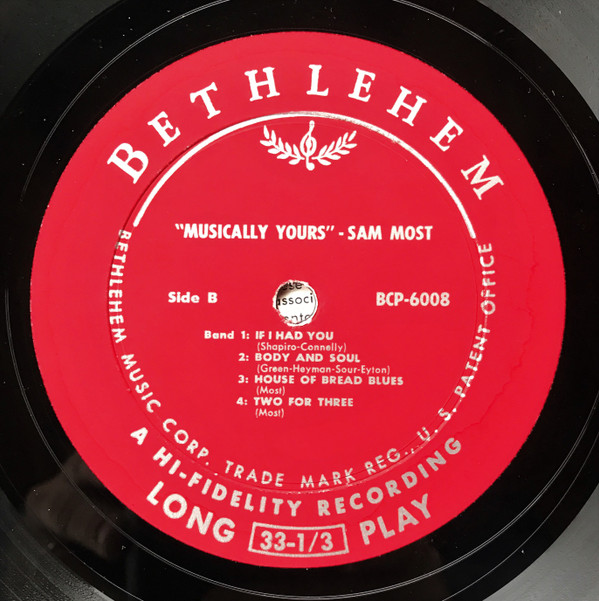 BETHLEHEM
"MUSICALLY YOURS" - SAM MOST
Side B
BCP-6008
associ
Band 1: IF I HAD YOU
(Shapiro-Connelly)
2: BODY AND SOUL
(Green-Heyman-Sour-Eyton)
3: HOUSE OF BREAD BLUES
(Most)
4: TWO FOR THREE
(Most)
BETHLEHEM MUSIC CORP. TRADE MARK REG., U. S. PATENT OFFICE
A HI-FIDELITY RECORDING
LONG 33-1/3 PLAY